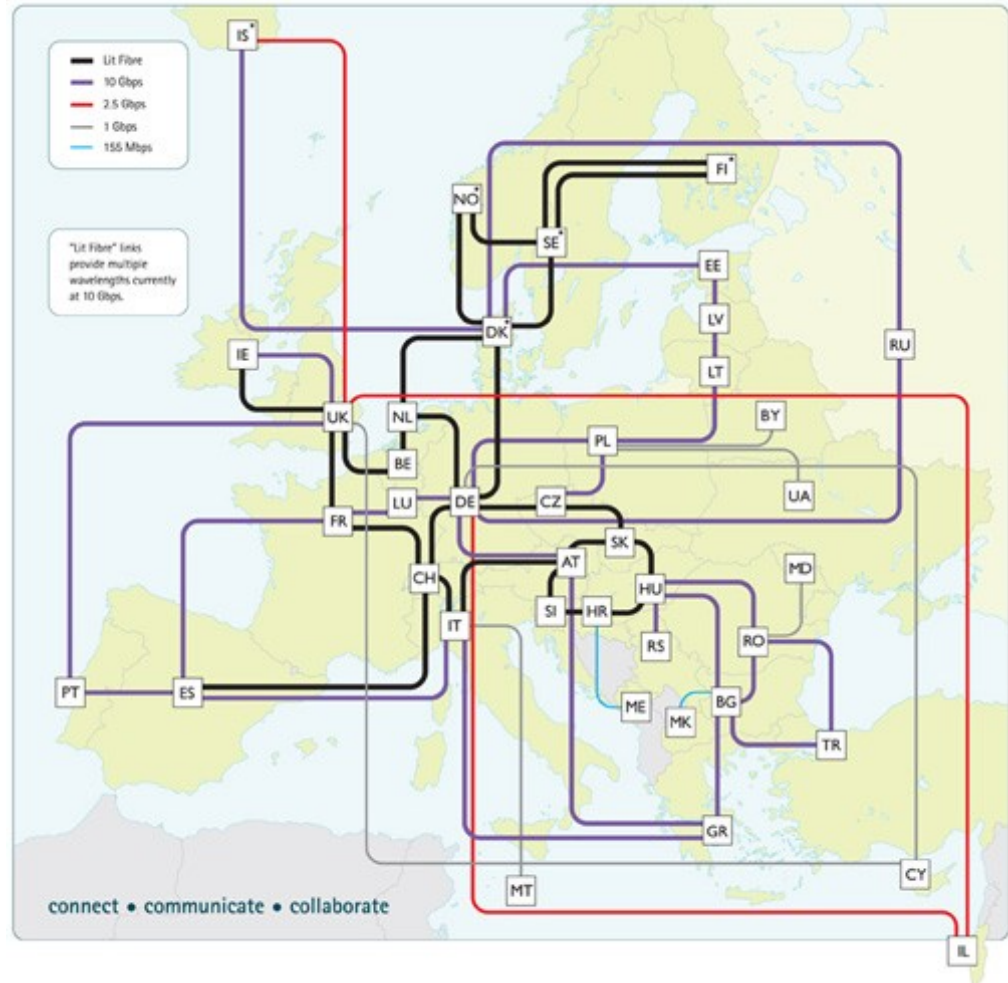 IS*
Lit Fibre
10 Gbps
2.5 Gbps
1 Gbps
155 Mbps
FI*
NO*
"Lit Fibre" links
provide multiple
wavelengths currently
at 10 Gbps.
SE*
EE
LV
DK*
RU
IE
LT
UK
NL
BY
PL
BE
LU
DE
CZ
UA
FR
SK
AT
MD
CH
HU
SI
HR
IT
RO
RS
PT
ES
ME
MK
BG
TR
GR
CY
MT
connect • communicate • collaborate
IL